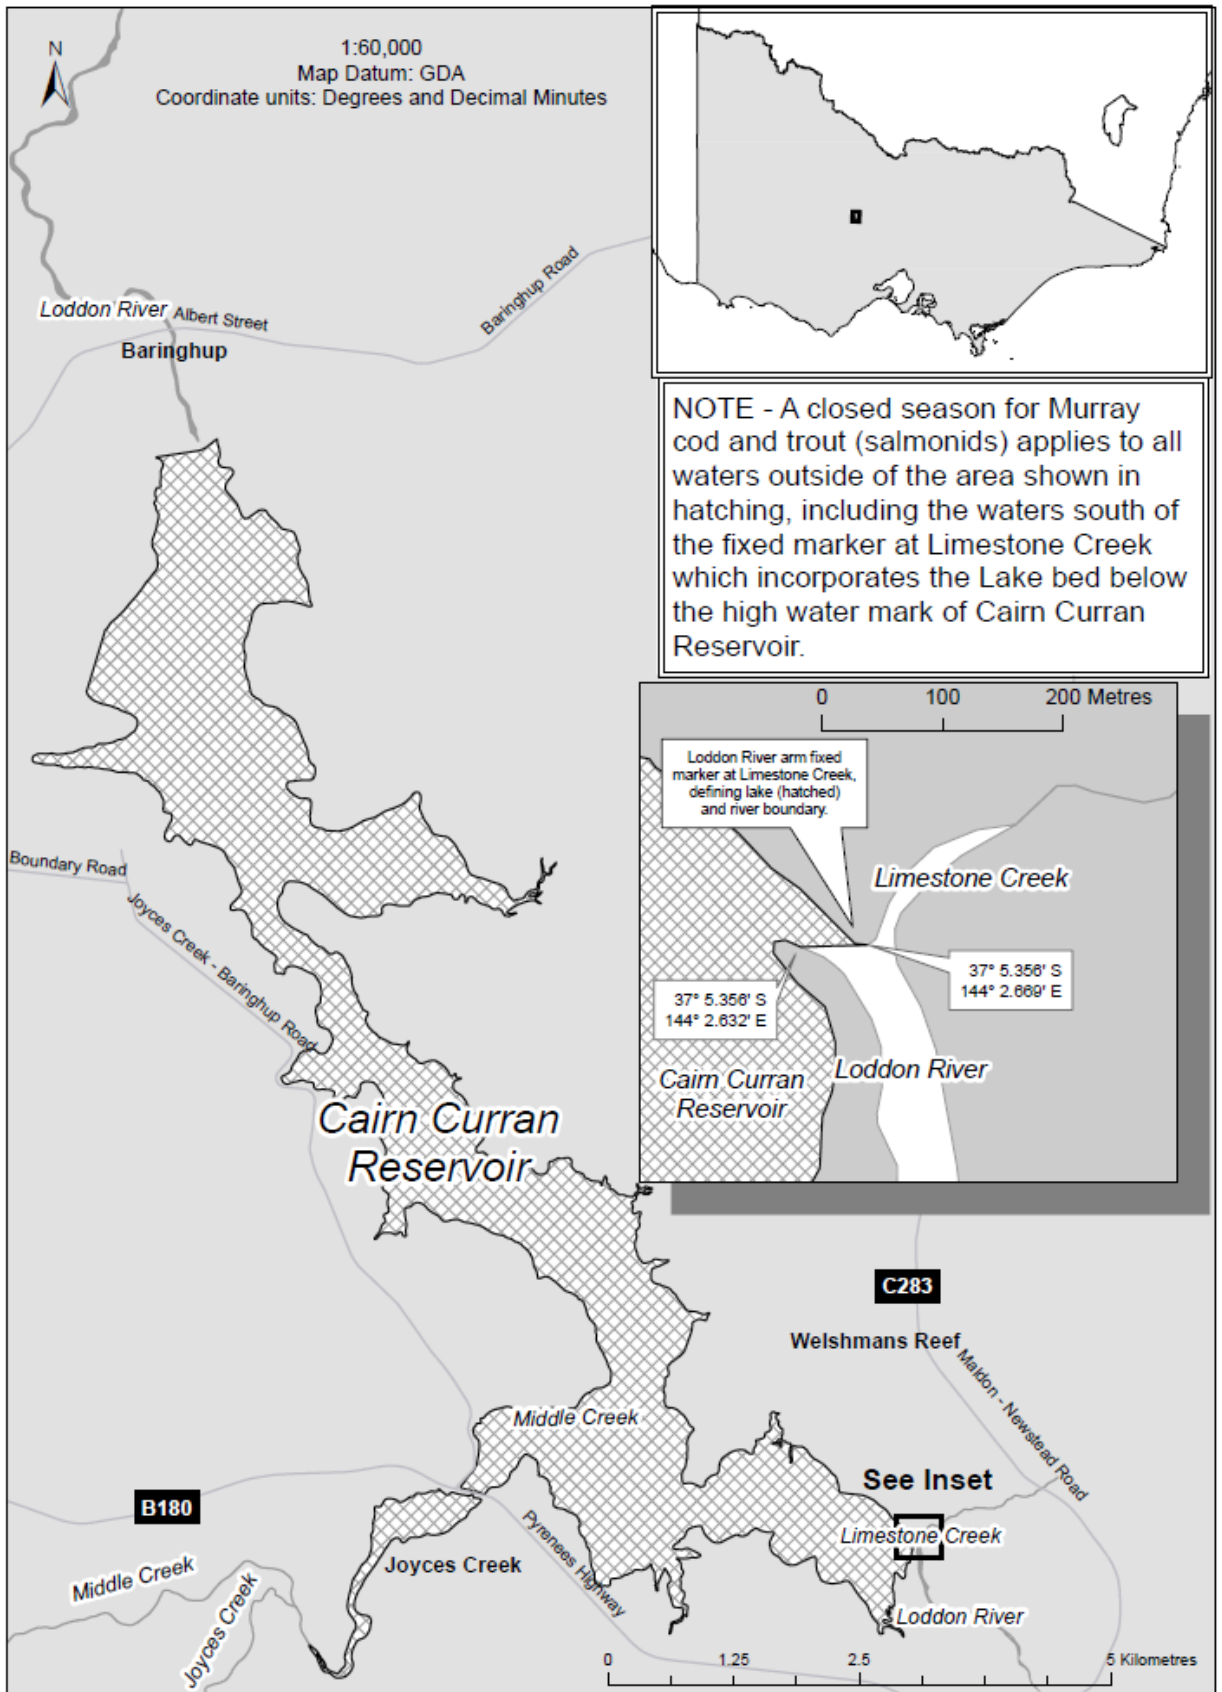 N
1:60,000
Map Datum: GDA
Coordinate units: Degrees and Decimal Minutes
Loddon River
Albert Street
Baringhup
Baringhup Road
NOTE - A closed season for Murray
cod and trout (salmonids) applies to all
waters outside of the area shown in
hatching, including the waters south of
the fixed marker at Limestone Creek
which incorporates the Lake bed below
the high water mark of Cairn Curran
Reservoir.
0 100 200 Metres
Loddon River arm fixed
marker at Limestone Creek,
defining lake (hatched)
and river boundary.
Limestone Creek
37° 5.356' S
144° 2.669' E
37° 5.356' S
144° 2.632' E
Loddon River
Cairn Curran
Reservoir
Boundary Road
Joyces Creek - Baringhup Road
Cairn Curran
Reservoir
C283
Welshmans Reef
Maldon - Newstead Road
Middle Creek
See Inset
B180
Limestone Creek
Pyrenees Highway
Joyces Creek
Middle Creek
Joyces Creek
Loddon River
0 1.25 2.5 5 Kilometres